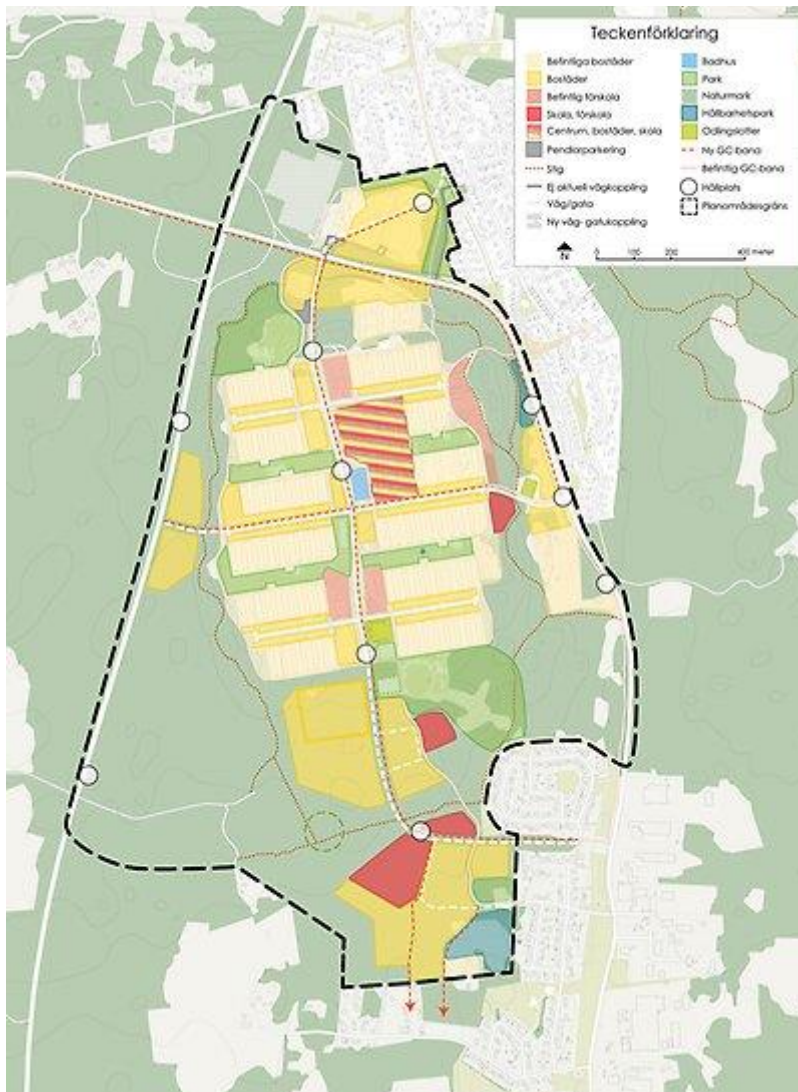 Teckenförklaring
Befintliga bostäder
Bostäder
Befintlig förskola
Skola, förskola
Centrum, bostäder, skola
Pendlarparkering
Stig
Ej aktuell vägkoppling
Väg/gata
Ny väg- gatukoppling
Badhus
Park
Naturmark
Hållbarhetspark
Odlingslotter
Ny GC-bana
Befintlig GC-bana
Hållplats
Planområdesgräns
N
0 100 200 400 meter